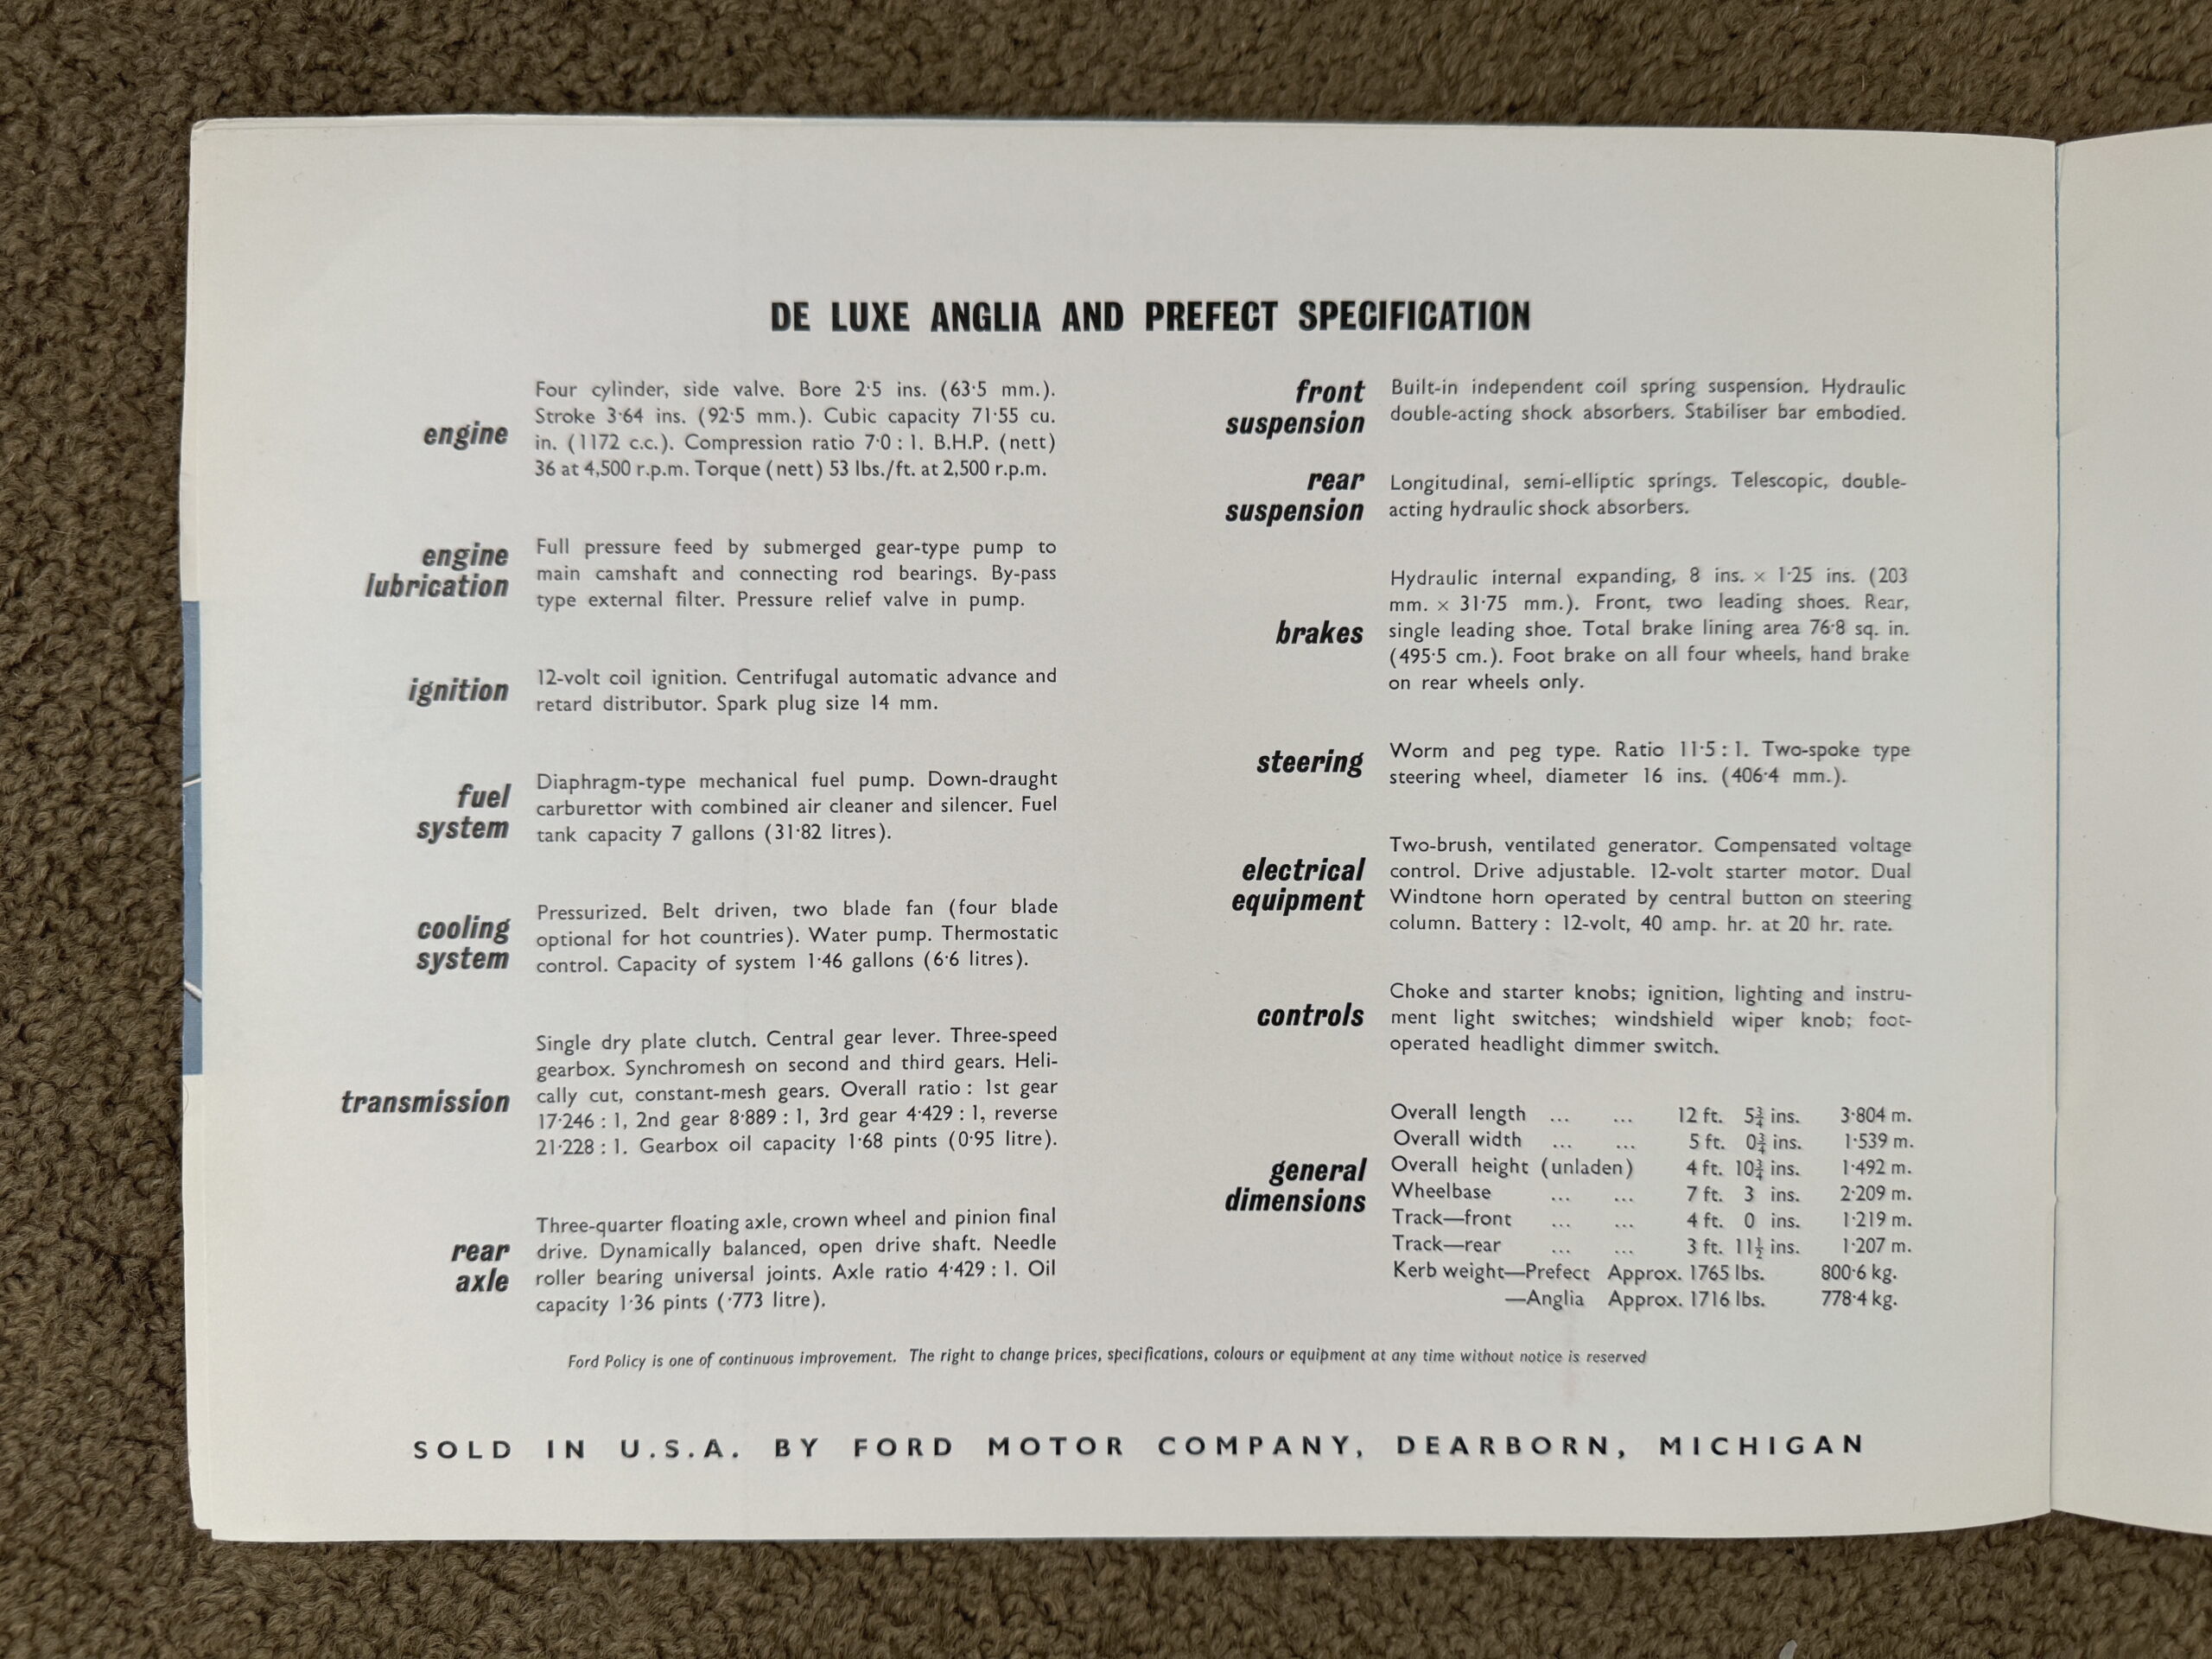 DE LUXE ANGLIA AND PREFECT SPECIFICATION
engine
Four cylinder, side valve. Bore 2·5 ins. (63·5 mm.).
Stroke 3·64 ins. (92·5 mm.). Cubic capacity 71·55 cu.
in. (1172 c.c.). Compression ratio 7·0 : 1. B.H.P. (nett)
36 at 4,500 r.p.m. Torque (nett) 53 lbs./ft. at 2,500 r.p.m.
engine
lubrication
Full pressure feed by submerged gear-type pump to
main camshaft and connecting rod bearings. By-pass
type external filter. Pressure relief valve in pump.
ignition
12-volt coil ignition. Centrifugal automatic advance and
retard distributor. Spark plug size 14 mm.
fuel
system
Diaphragm-type mechanical fuel pump. Down-draught
carburettor with combined air cleaner and silencer. Fuel
tank capacity 7 gallons (31·82 litres).
cooling
system
Pressurized. Belt driven, two blade fan (four blade
optional for hot countries). Water pump. Thermostatic
control. Capacity of system 1·46 gallons (6·6 litres).
transmission
Single dry plate clutch. Central gear lever. Three-speed
gearbox. Synchromesh on second and third gears. Heli-
cally cut, constant-mesh gears. Overall ratio : 1st gear
17·246 : 1, 2nd gear 8·889 : 1, 3rd gear 4·429 : 1, reverse
21·228 : 1. Gearbox oil capacity 1·68 pints (0·95 litre).
rear
axle
Three-quarter floating axle, crown wheel and pinion final
drive. Dynamically balanced, open drive shaft. Needle
roller bearing universal joints. Axle ratio 4·429 : 1. Oil
capacity 1·36 pints (·773 litre).
front
suspension
Built-in independent coil spring suspension. Hydraulic
double-acting shock absorbers. Stabiliser bar embodied.
rear
suspension
Longitudinal, semi-elliptic springs. Telescopic, double-
acting hydraulic shock absorbers.
brakes
Hydraulic internal expanding, 8 ins. × 1·25 ins. (203
mm. × 31·75 mm.). Front, two leading shoes. Rear,
single leading shoe. Total brake lining area 76·8 sq. in.
(495·5 cm.). Foot brake on all four wheels, hand brake
on rear wheels only.
steering
Worm and peg type. Ratio 11·5 : 1. Two-spoke type
steering wheel, diameter 16 ins. (406·4 mm.).
electrical
equipment
Two-brush, ventilated generator. Compensated voltage
control. Drive adjustable. 12-volt starter motor. Dual
Windtone horn operated by central button on steering
column. Battery : 12-volt, 40 amp. hr. at 20 hr. rate.
controls
Choke and starter knobs; ignition, lighting and instru-
ment light switches; windshield wiper knob; foot-
operated headlight dimmer switch.
general
dimensions
Overall length ... ... 12 ft. 5¾ ins. 3·804 m.
Overall width ... ... 5 ft. 0¾ ins. 1·539 m.
Overall height (unladen) 4 ft. 10¾ ins. 1·492 m.
Wheelbase ... ... 7 ft. 3 ins. 2·209 m.
Track—front ... ... 4 ft. 0 ins. 1·219 m.
Track—rear ... ... 3 ft. 11½ ins. 1·207 m.
Kerb weight—Prefect Approx. 1765 lbs. 800·6 kg.
—Anglia Approx. 1716 lbs. 778·4 kg.
Ford Policy is one of continuous improvement. The right to change prices, specifications, colours or equipment at any time without notice is reserved
SOLD IN U.S.A. BY FORD MOTOR COMPANY, DEARBORN, MICHIGAN